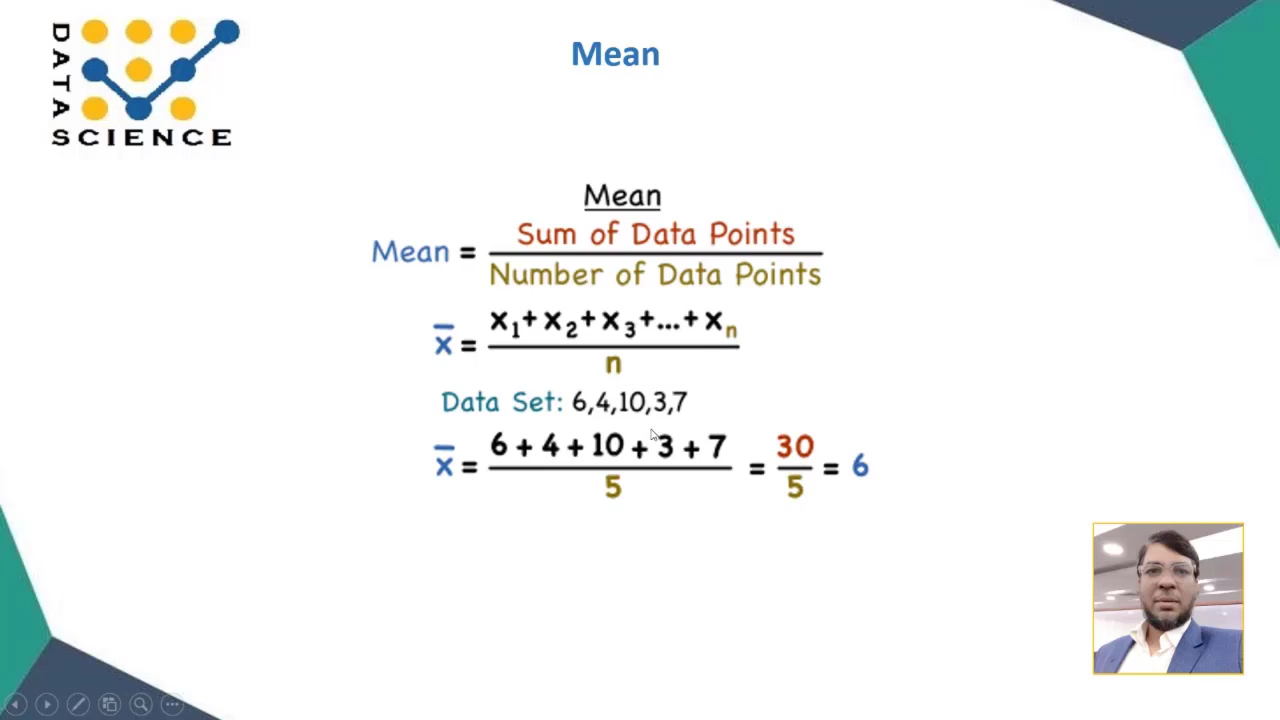 DATA
SCIENCE
Mean
Mean
Mean = Sum of Data Points
Number of Data Points
x̄ = x₁+ x₂+ x₃+...+ xₙ
n
Data Set: 6,4,10,3,7
x̄ = 6 + 4 + 10 + 3 + 7 = 30 = 6
5 5